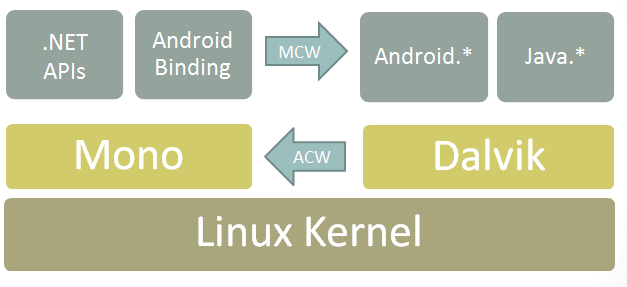 .NET
APIs
Android
Binding
MCW
Android.*
Java.*
Mono
ACW
Dalvik
Linux Kernel